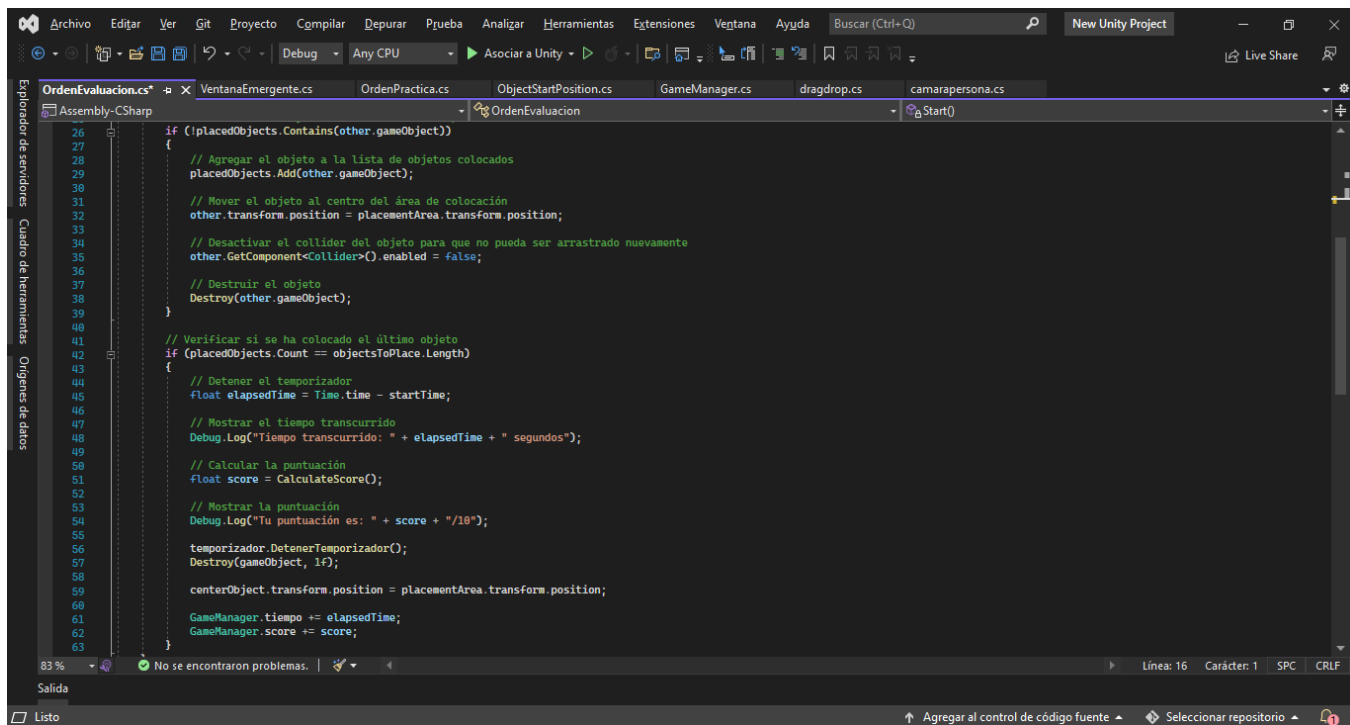 Archivo Editar Ver Git Proyecto Compilar Depurar Prueba Analizar Herramientas Extensiones Ventana Ayuda Buscar (Ctrl+Q) New Unity Project
Debug Any CPU Asociar a Unity Live Share
OrdenEvaluacion.cs* VentanaEmergente.cs OrdenPractica.cs ObjectStartPosition.cs GameManager.cs dragdrop.cs camarapersona.cs
Assembly-CSharp OrdenEvaluacion Start()
Explorador de servidores
Cuadro de herramientas
Orígenes de datos
26 if (!placedObjects.Contains(other.gameObject))
27 {
28 // Agregar el objeto a la lista de objetos colocados
29 placedObjects.Add(other.gameObject);
30
31 // Mover el objeto al centro del área de colocación
32 other.transform.position = placementArea.transform.position;
33
34 // Desactivar el collider del objeto para que no pueda ser arrastrado nuevamente
35 other.GetComponent<Collider>().enabled = false;
36
37 // Destruir el objeto
38 Destroy(other.gameObject);
39 }
40
41 // Verificar si se ha colocado el último objeto
42 if (placedObjects.Count == objectsToPlace.Length)
43 {
44 // Detener el temporizador
45 float elapsedTime = Time.time - startTime;
46
47 // Mostrar el tiempo transcurrido
48 Debug.Log("Tiempo transcurrido: " + elapsedTime + " segundos");
49
50 // Calcular la puntuación
51 float score = CalculateScore();
52
53 // Mostrar la puntuación
54 Debug.Log("Tu puntuación es: " + score + "/10");
55
56 temporizador.DetenerTemporizador();
57 Destroy(gameObject, 1f);
58
59 centerObject.transform.position = placementArea.transform.position;
60
61 GameManager.tiempo += elapsedTime;
62 GameManager.score += score;
63 }
83 % No se encontraron problemas. Línea: 16 Carácter: 1 SPC CRLF
Salida
Listo Agregar al control de código fuente Seleccionar repositorio 1